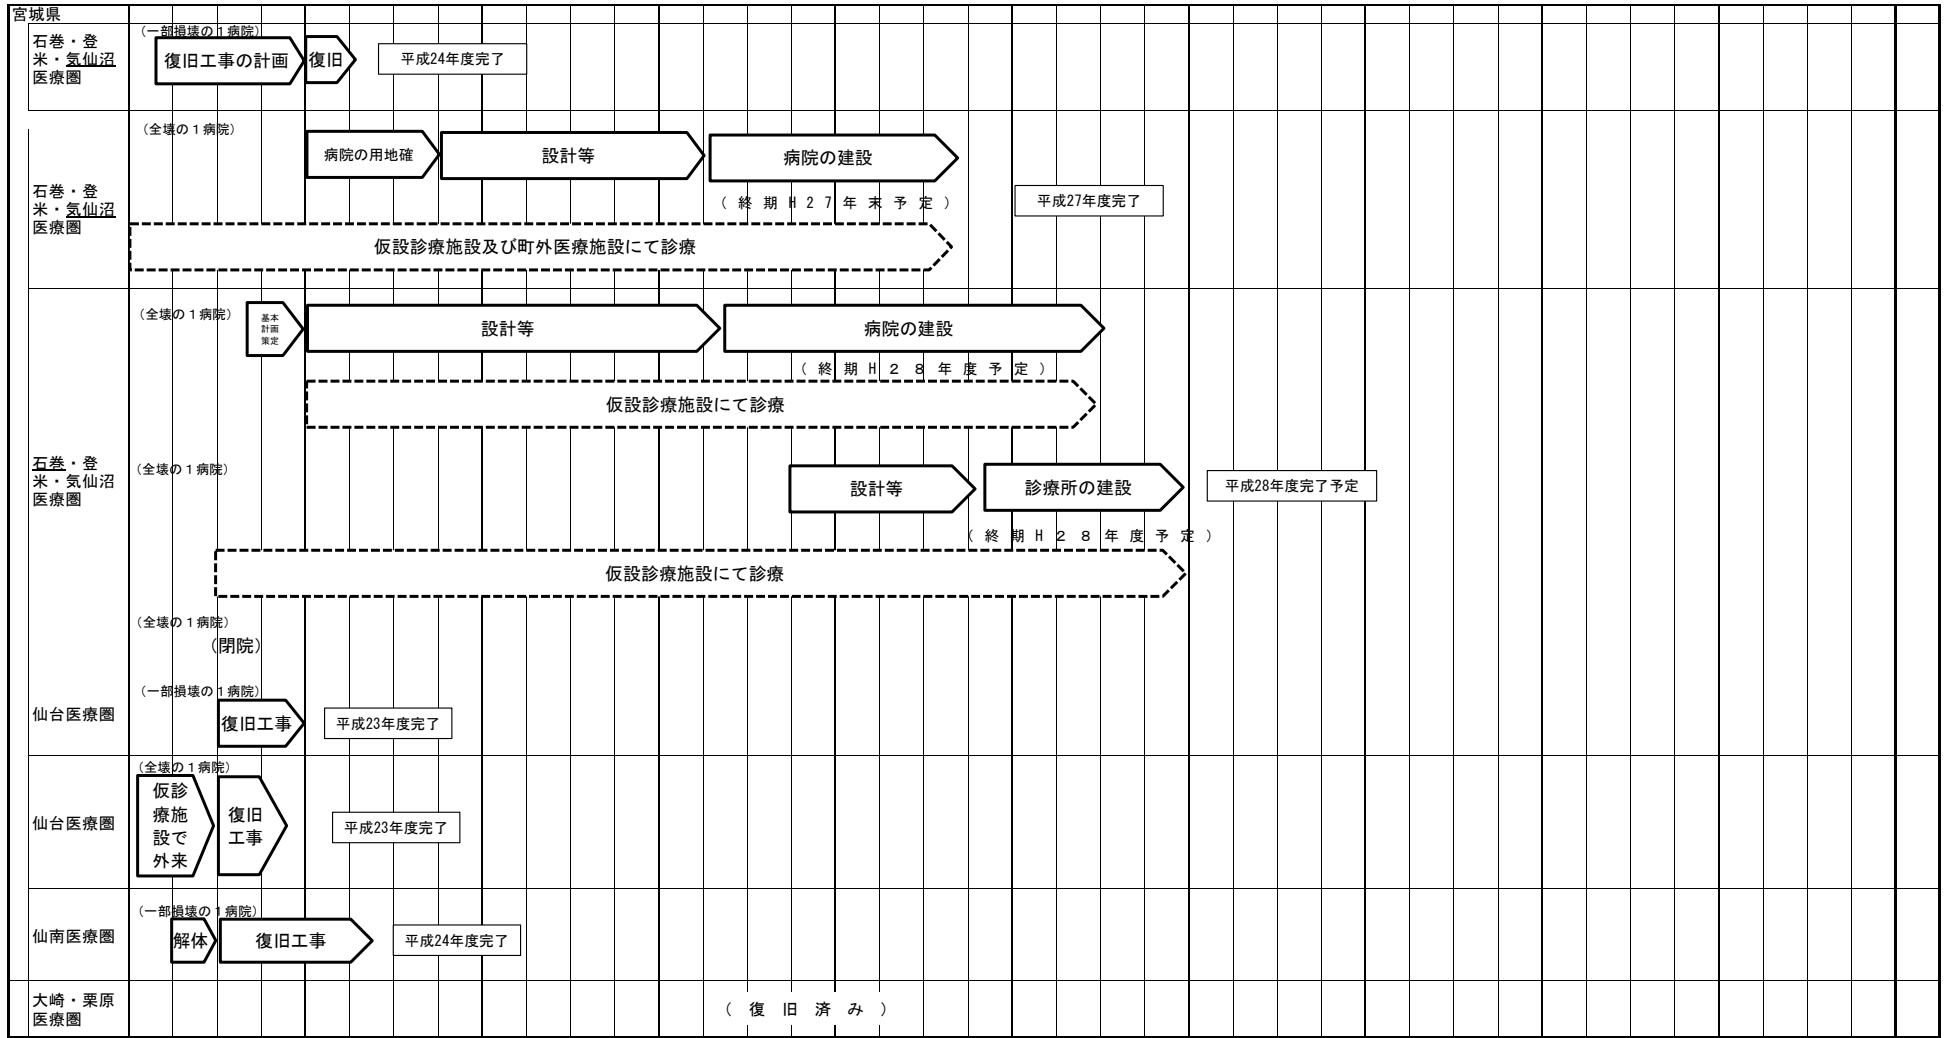 宮城県
石巻・登
米・気仙沼
医療圏
（一部損壊の１病院）
復旧工事の計画
復旧
平成24年度完了
石巻・登
米・気仙沼
医療圏
（全壊の１病院）
病院の用地確
設計等
病院の建設
（終期H27年末予定）
平成27年度完了
仮設診療施設及び町外医療施設にて診療
（全壊の１病院）
基本
計画
策定
設計等
病院の建設
（終期H２８年度予定）
仮設診療施設にて診療
石巻・登
米・気仙沼
医療圏
（全壊の１病院）
設計等
診療所の建設
平成28年度完了予定
（終期H２８年度予定）
仮設診療施設にて診療
（全壊の１病院）
（閉院）
仙台医療圏
（一部損壊の１病院）
復旧工事
平成23年度完了
仙台医療圏
（全壊の１病院）
仮診
療施
設で
外来
復旧
工事
平成23年度完了
仙南医療圏
（一部損壊の１病院）
解体
復旧工事
平成24年度完了
大崎・栗原
医療圏
（復旧済み）